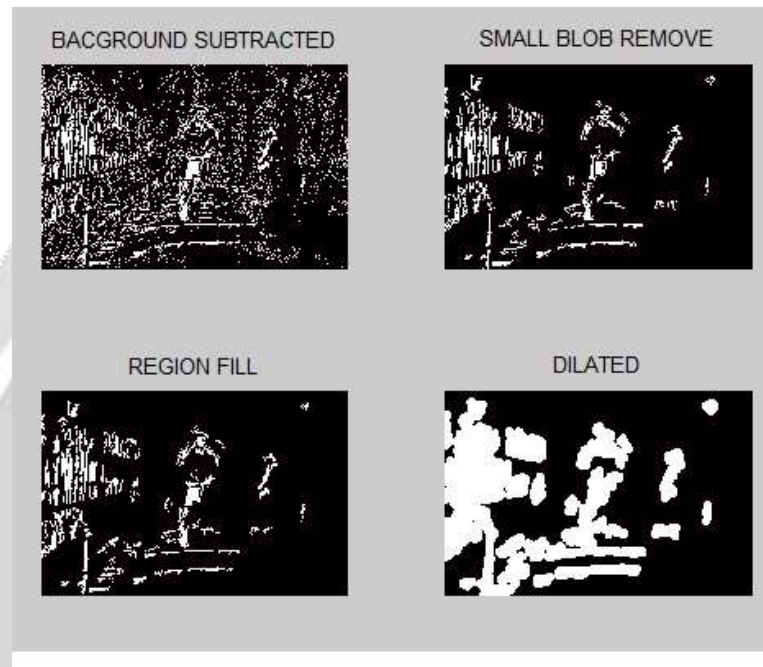 BACGROUND SUBTRACTED
SMALL BLOB REMOVE
REGION FILL
DILATED